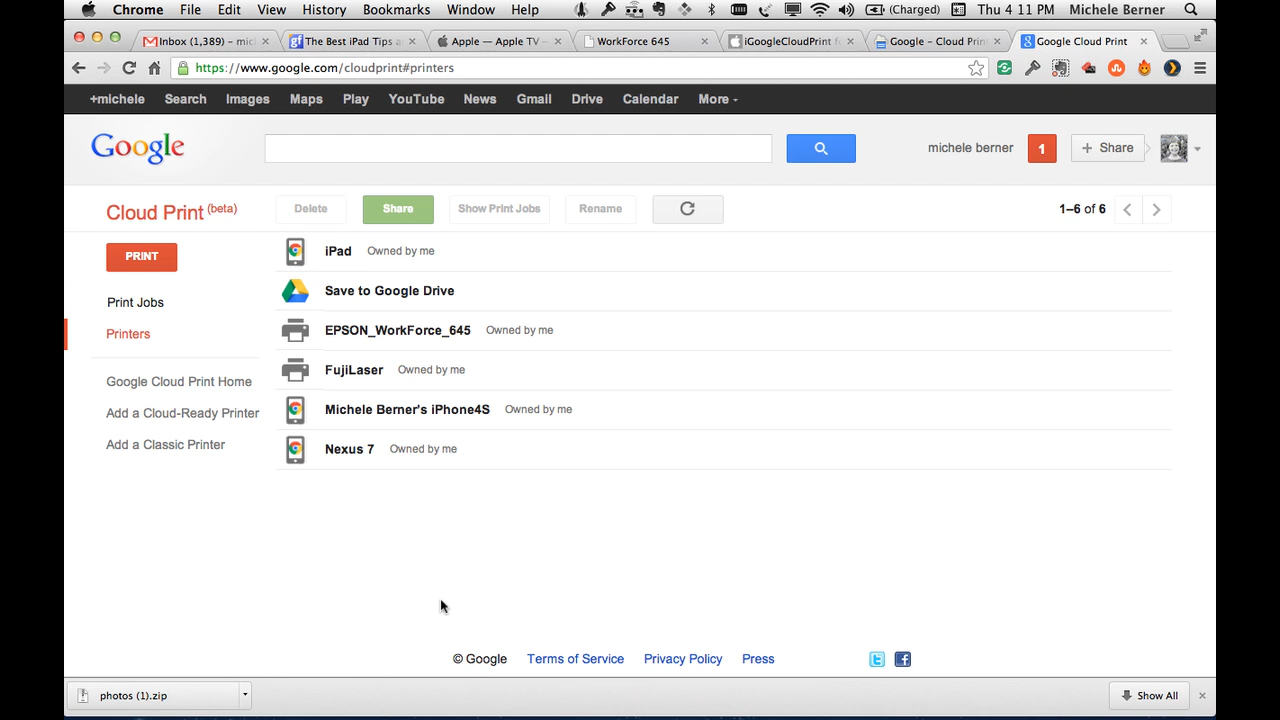 Chrome File Edit View History Bookmarks Window Help (Charged) Thu 4 11 PM Michele Berner
Inbox (1,389) – mic
The Best iPad Tips a
Apple — Apple TV –
WorkForce 645
iGoogleCloudPrint f
Google – Cloud Prin
Google Cloud Print
https://www.google.com/cloudprint#printers
+michele Search Images Maps Play YouTube News Gmail Drive Calendar More
Google
michele berner 1 + Share
Cloud Print (beta)
Delete Share Show Print Jobs Rename 1–6 of 6
PRINT
Print Jobs
Printers
Google Cloud Print Home
Add a Cloud-Ready Printer
Add a Classic Printer
iPad Owned by me
Save to Google Drive
EPSON_WorkForce_645 Owned by me
FujiLaser Owned by me
Michele Berner's iPhone4S Owned by me
Nexus 7 Owned by me
© Google Terms of Service Privacy Policy Press
photos (1).zip Show All